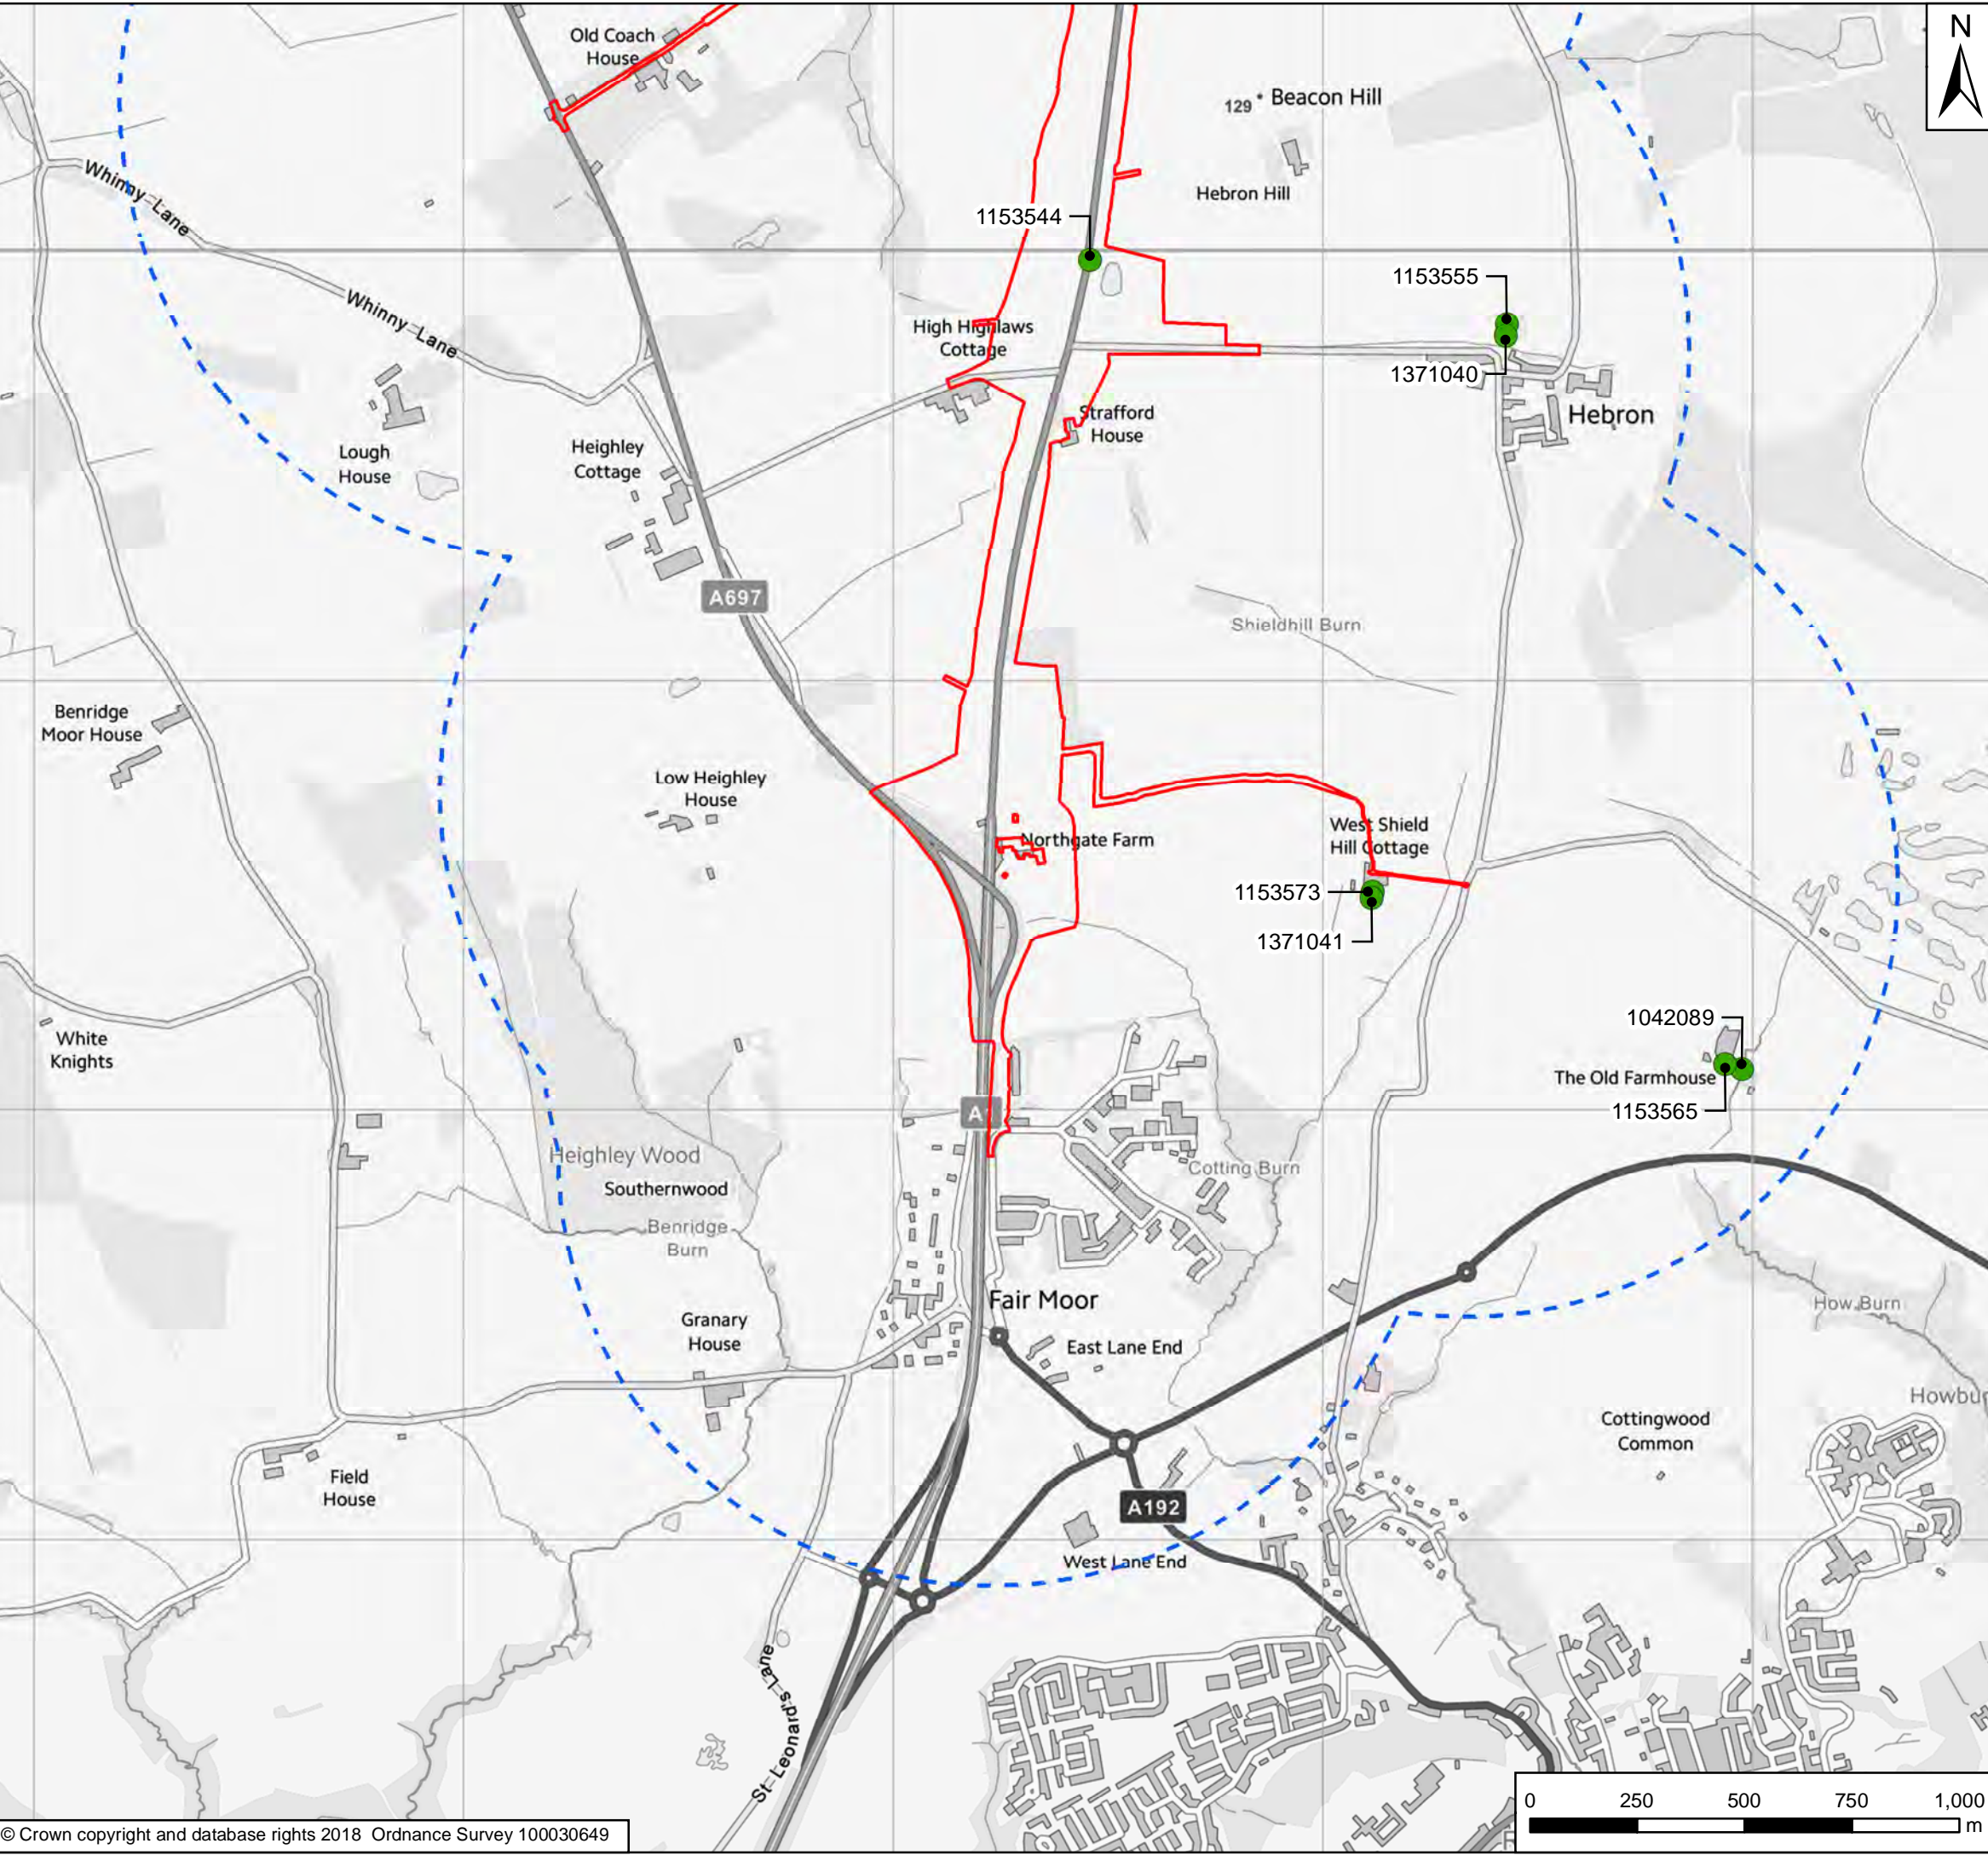 Old Coach
House
N
129
Beacon Hill
Hebron Hill
Whinny Lane
1153544
1153555
Whinny Lane
High Highlaws
Cottage
1371040
Strafford
House
Hebron
Lough
House
Heighley
Cottage
A697
Shieldhill Burn
Benridge
Moor House
Low Heighley
House
Northgate Farm
West Shield
Hill Cottage
1153573
1371041
White
Knights
1042089
The Old Farmhouse
1153565
A
Heighley Wood
Southernwood
Cotting Burn
Benridge
Burn
Fair Moor
How Burn
Granary
House
East Lane End
Howbur
Cottingwood
Common
Field
House
A192
West Lane End
St Leonards Lane
0 250 500 750 1,000
m
© Crown copyright and database rights 2018 Ordnance Survey 100030649